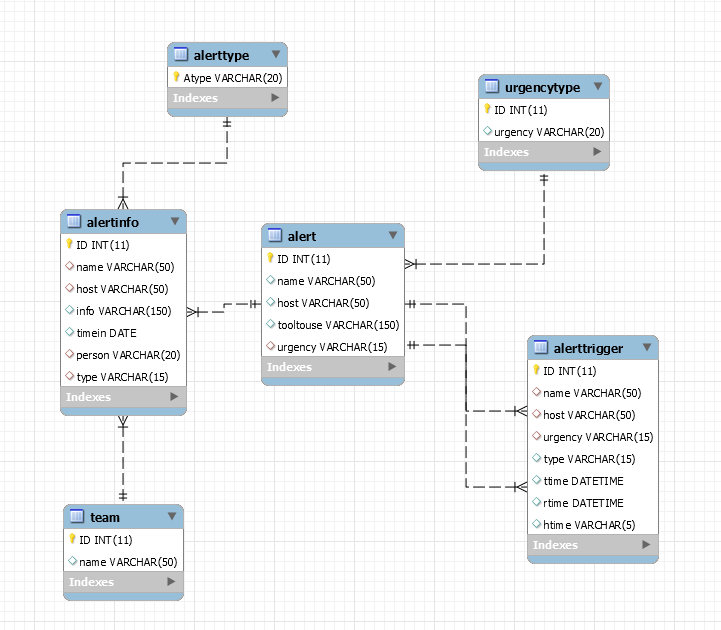 alerttype
Atype VARCHAR(20)
Indexes
urgencytype
ID INT(11)
urgency VARCHAR(20)
Indexes
alertinfo
ID INT(11)
name VARCHAR(50)
host VARCHAR(50)
info VARCHAR(150)
timein DATE
person VARCHAR(20)
type VARCHAR(15)
Indexes
alert
ID INT(11)
name VARCHAR(50)
host VARCHAR(50)
tooltouse VARCHAR(150)
urgency VARCHAR(15)
Indexes
alerttrigger
ID INT(11)
name VARCHAR(50)
host VARCHAR(50)
urgency VARCHAR(15)
type VARCHAR(15)
ttime DATETIME
rtime DATETIME
htime VARCHAR(5)
Indexes
team
ID INT(11)
name VARCHAR(50)
Indexes